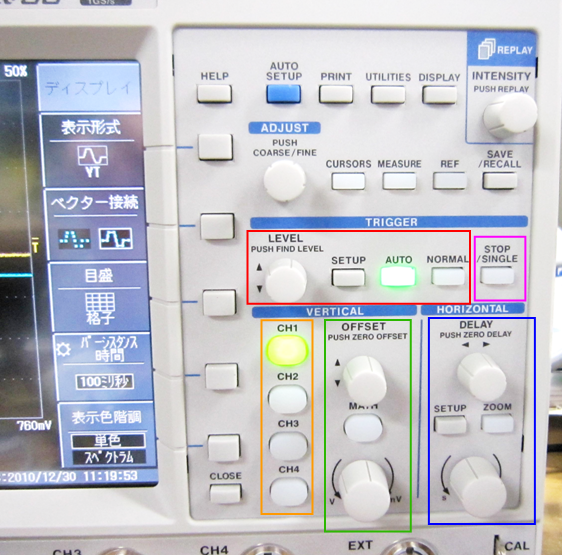 1GS/s
50%
ディスプレイ
表示形式
YT
ベクター接続
目盛
格子
パーシスタンス
時間
100ミリ秒
760mV
表示色階調
単色
スペクトラム
:2010/12/30 11:19:53
T
REPLAY
INTENSITY
PUSH REPLAY
HELP
AUTO
SETUP
PRINT
UTILITIES
DISPLAY
ADJUST
PUSH
COARSE/FINE
CURSORS
MEASURE
REF
SAVE
/RECALL
TRIGGER
LEVEL
PUSH FIND LEVEL
SETUP
AUTO
NORMAL
STOP
/SINGLE
VERTICAL
HORIZONTAL
CH1
CH2
CH3
CH4
OFFSET
PUSH ZERO OFFSET
MATH
V
mV
DELAY
PUSH ZERO DELAY
SETUP
ZOOM
s
CLOSE
CH3
CH4
EXT
CAL